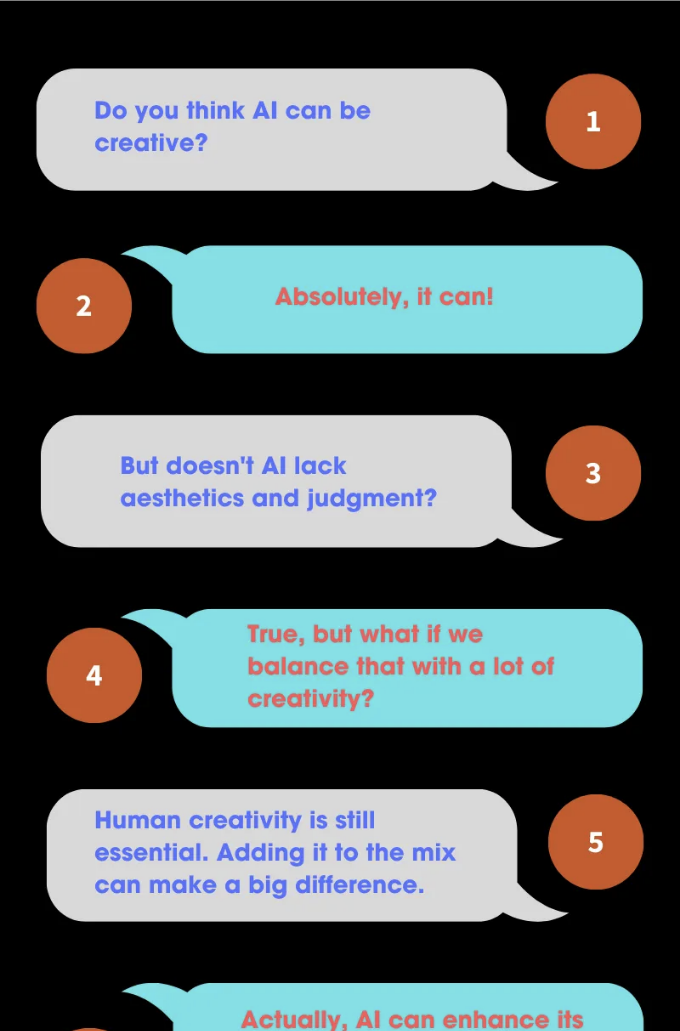 Do you think AI can be
creative?
1
2
Absolutely, it can!
But doesn't AI lack
aesthetics and judgment?
3
True, but what if we
balance that with a lot of
creativity?
4
Human creativity is still
essential. Adding it to the mix
can make a big difference.
5
Actually, AI can enhance its